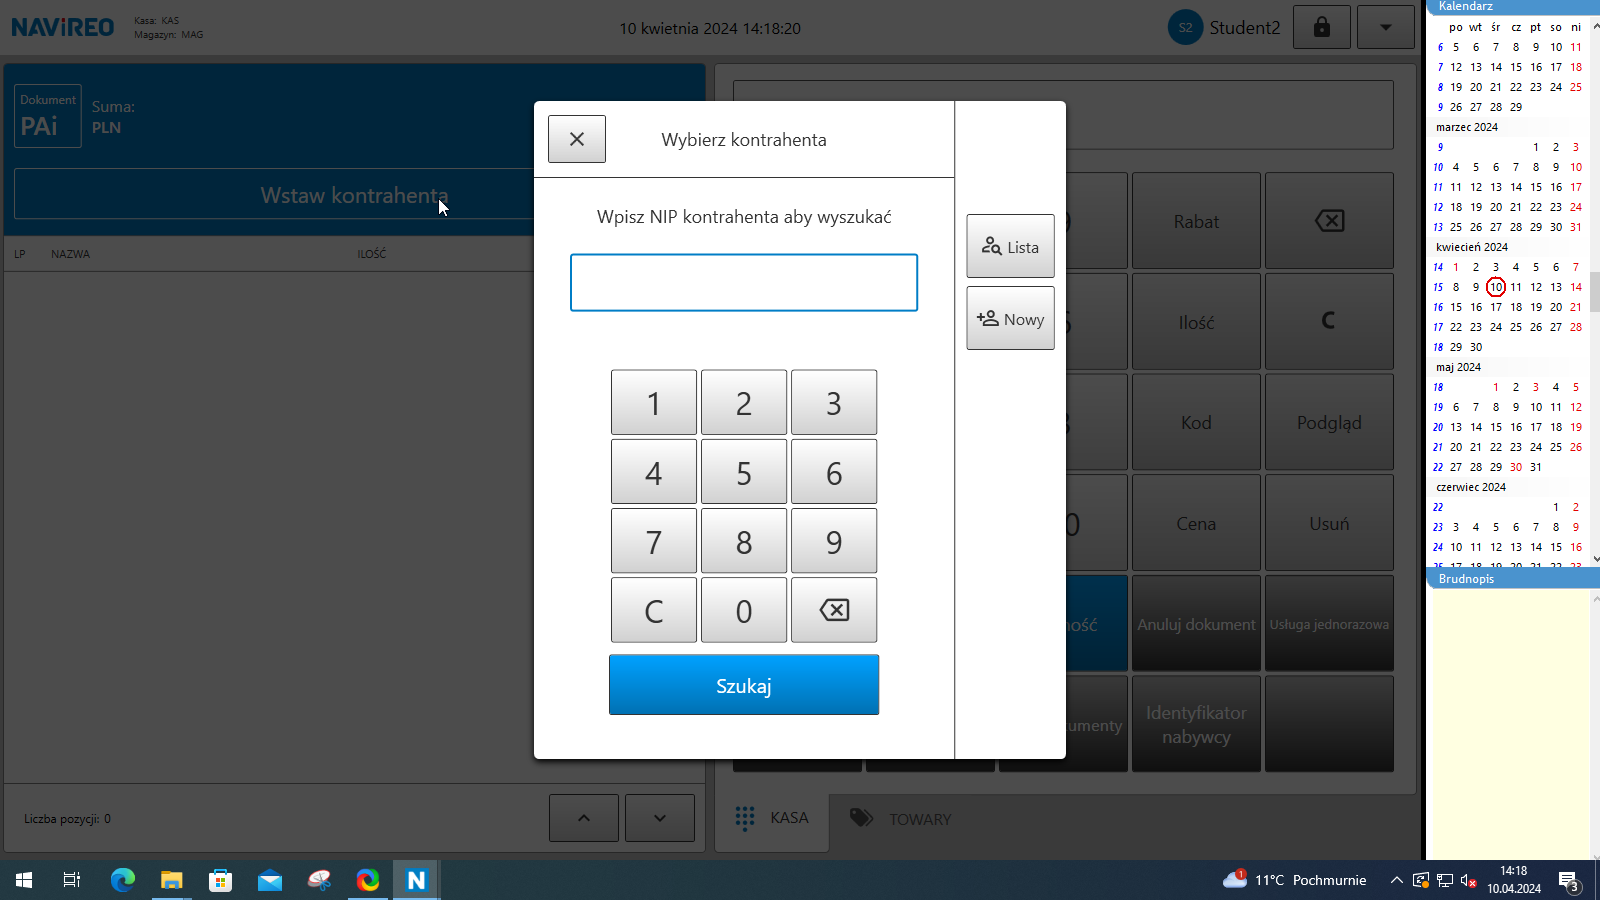 NAViREO
Kasa: KAS
Magazyn: MAG
10 kwietnia 2024 14:18:20
S2
Student2
Dokument
PAi
Suma:
PLN
Wstaw kontrahenta
LP
NAZWA
ILOŚĆ
Liczba pozycji: 0
Wybierz kontrahenta
Wpisz NIP kontrahenta aby wyszukać
1 2 3
4 5 6
7 8 9
C 0
Szukaj
Lista
Nowy
Rabat
Ilość
C
Kod
Podgląd
Cena
Usuń
Anuluj dokument
Usługa jednorazowa
Identyfikator
nabywcy
KASA
TOWARY
Kalendarz
po wt śr cz pt so ni
6 5 6 7 8 9 10 11
7 12 13 14 15 16 17 18
8 19 20 21 22 23 24 25
9 26 27 28 29
marzec 2024
9 1 2 3
10 4 5 6 7 8 9 10
11 11 12 13 14 15 16 17
12 18 19 20 21 22 23 24
13 25 26 27 28 29 30 31
kwiecień 2024
14 1 2 3 4 5 6 7
15 8 9 10 11 12 13 14
16 15 16 17 18 19 20 21
17 22 23 24 25 26 27 28
18 29 30
maj 2024
18 1 2 3 4 5
19 6 7 8 9 10 11 12
20 13 14 15 16 17 18 19
21 20 21 22 23 24 25 26
22 27 28 29 30 31
czerwiec 2024
22 1 2
23 3 4 5 6 7 8 9
24 10 11 12 13 14 15 16
Brudnopis
N
1
11°C Pochmurnie
14:18
10.04.2024
3